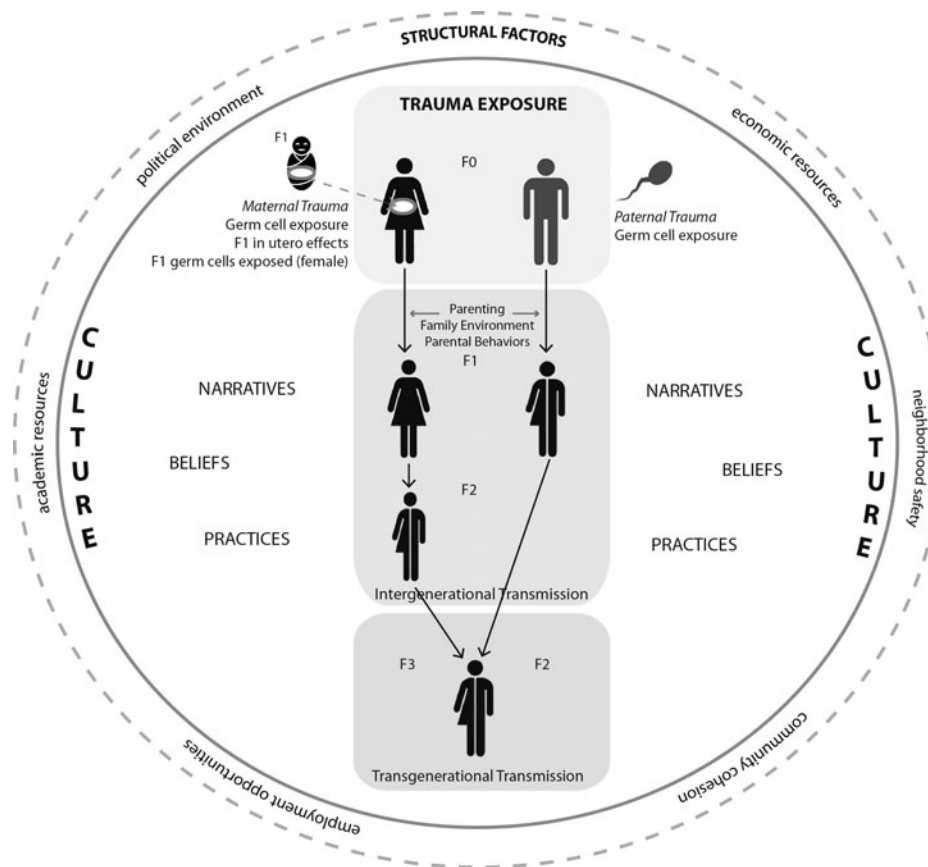 STRUCTURAL FACTORS
political environment
economic resources
TRAUMA EXPOSURE
F1
F0
Maternal Trauma
Germ cell exposure
F1 in utero effects
F1 germ cells exposed (female)
Paternal Trauma
Germ cell exposure
Parenting
Family Environment
Parental Behaviors
F1
CULTURE
NARRATIVES
BELIEFS
PRACTICES
academic resources
F2
Intergenerational Transmission
NARRATIVES
BELIEFS
PRACTICES
CULTURE
neighborhood safety
F3
F2
Transgenerational Transmission
employment opportunities
community cohesion